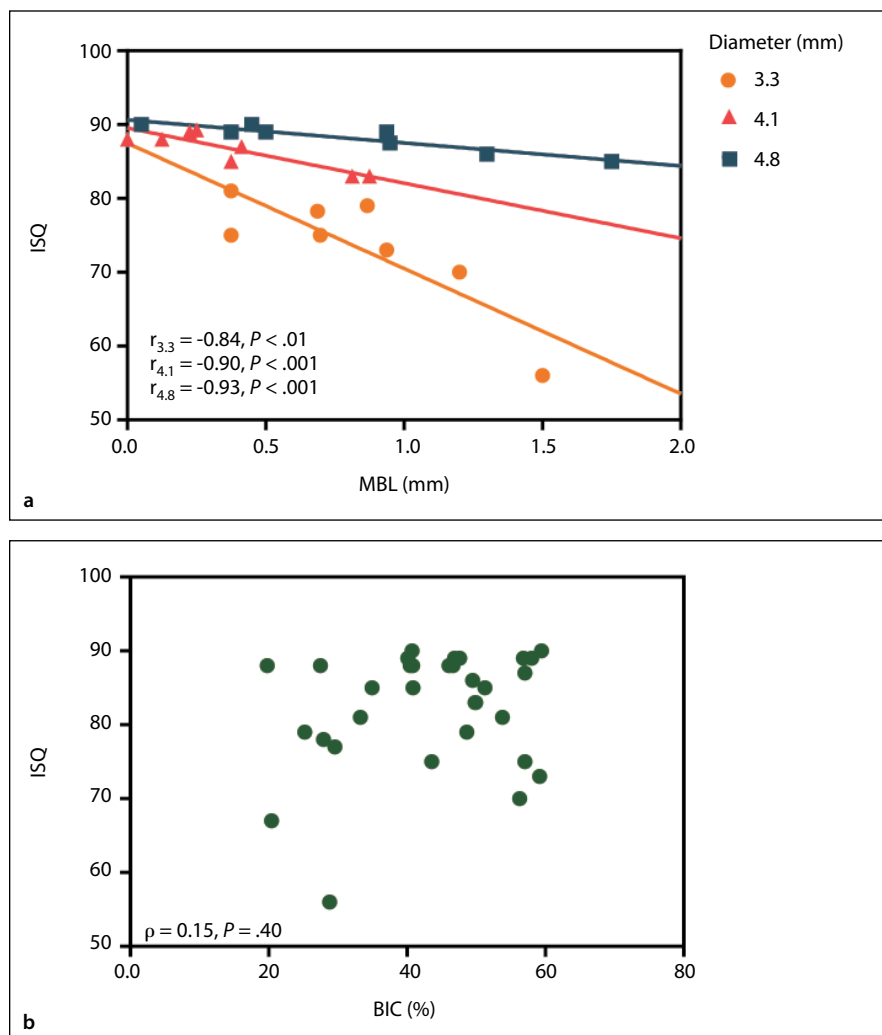 100
90
80
70
60
50
ISQ
0.0 0.5 1.0 1.5 2.0
MBL (mm)
r3.3 = -0.84, P < .01
r4.1 = -0.90, P < .001
r4.8 = -0.93, P < .001
Diameter (mm)
3.3
4.1
4.8
a
100
90
80
70
60
50
ISQ
0.0 20 40 60 80
BIC (%)
ρ = 0.15, P = .40
b